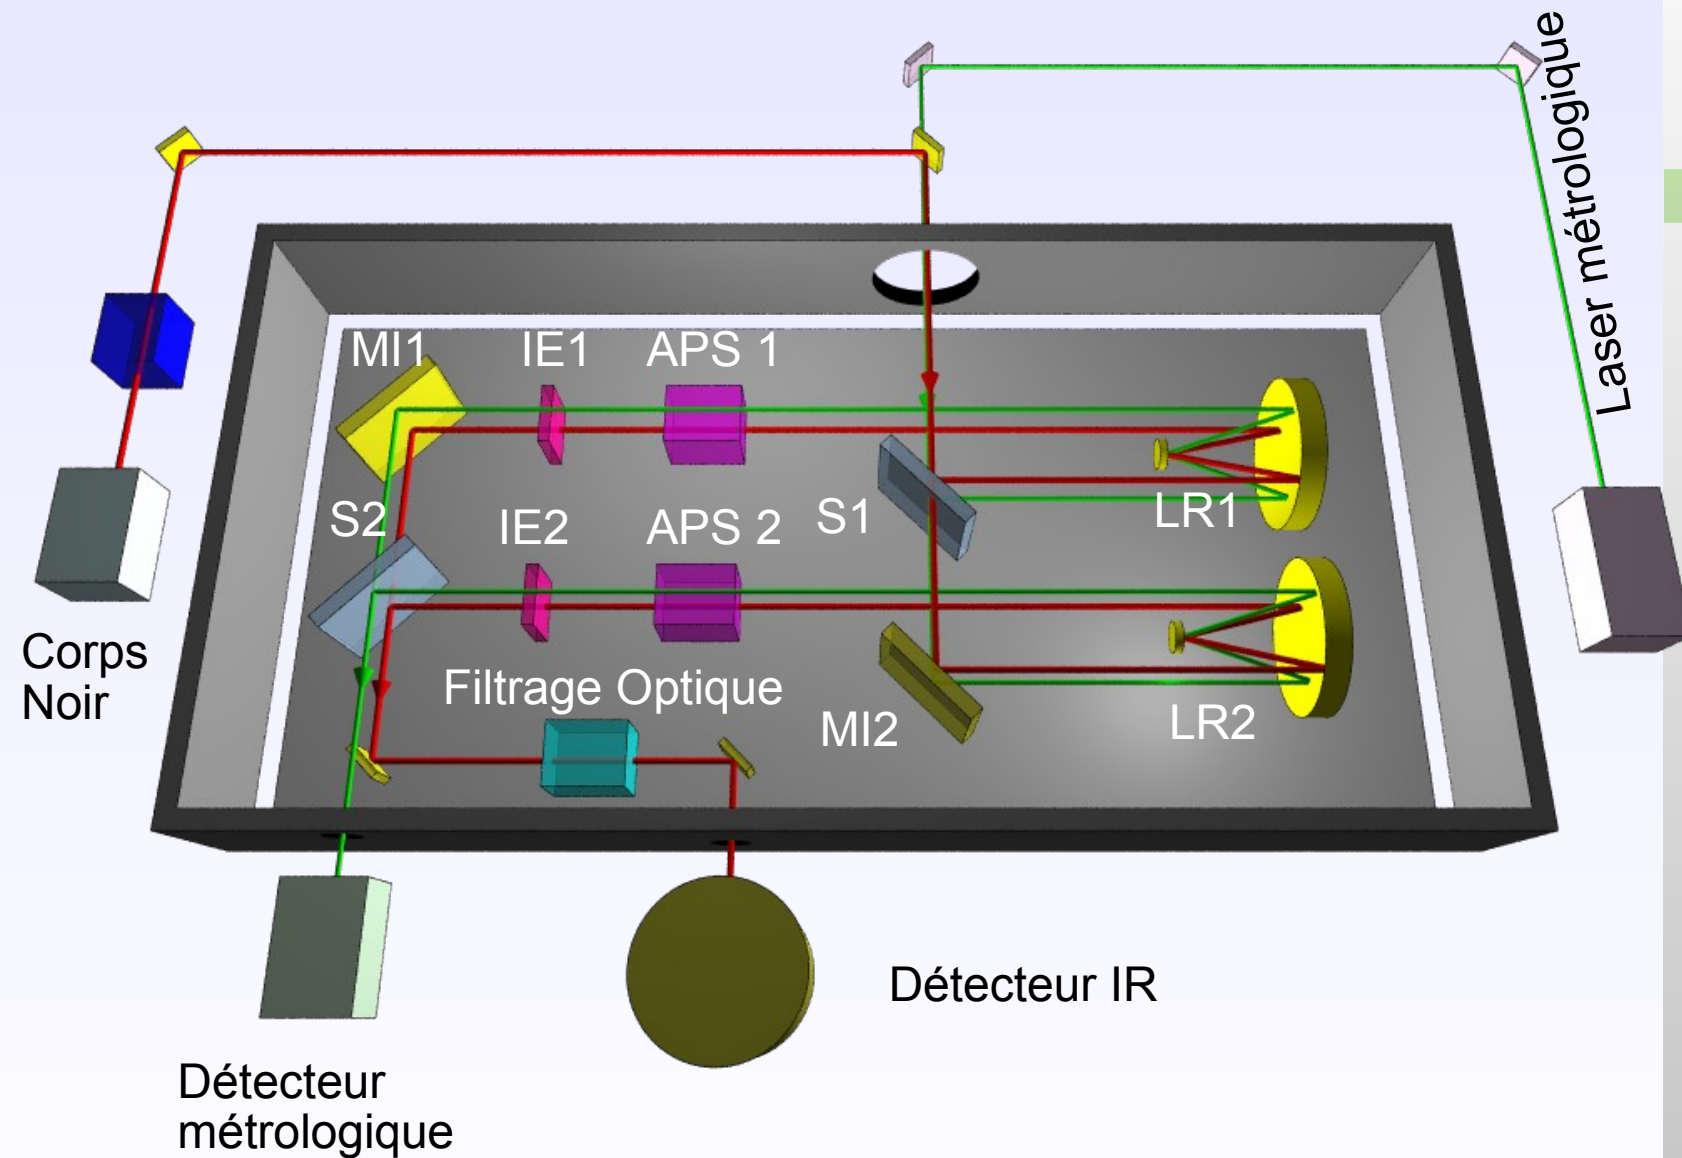 Laser métrologique
MI1
IE1
APS 1
S2
IE2
APS 2
S1
LR1
Corps
Noir
Filtrage Optique
MI2
LR2
Détecteur IR
Détecteur
métrologique